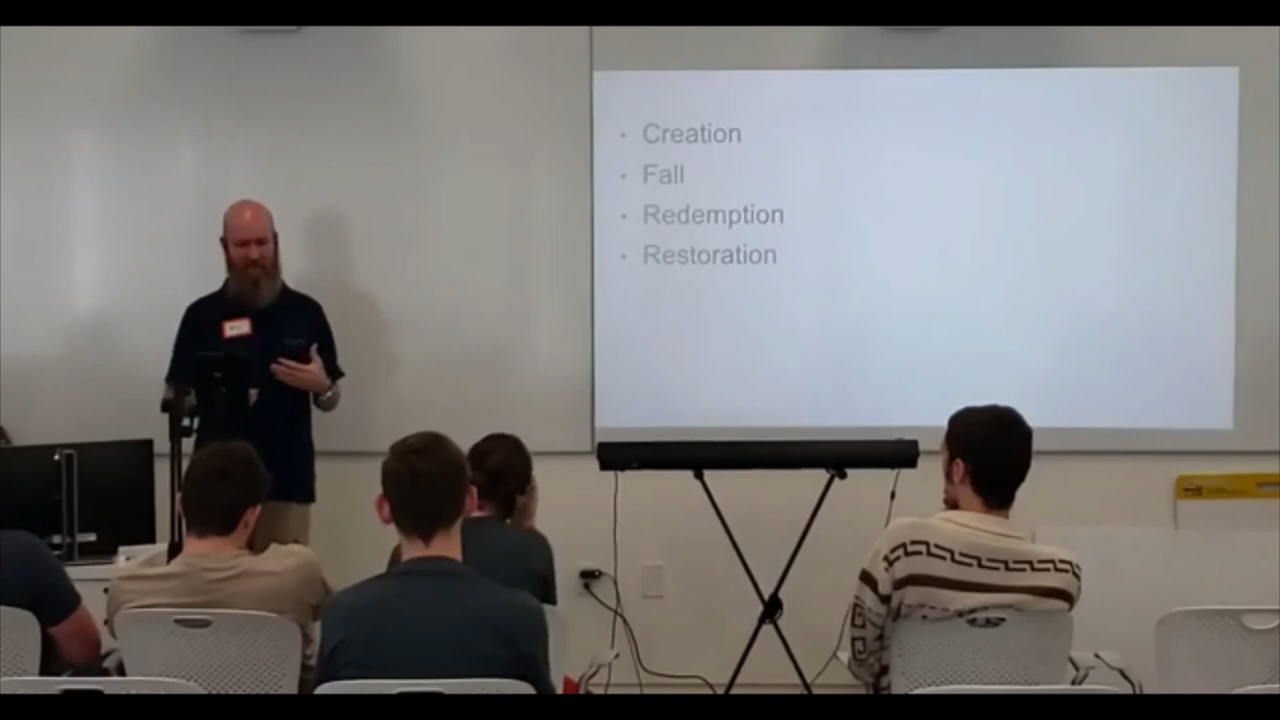 • Creation
• Fall
• Redemption
• Restoration